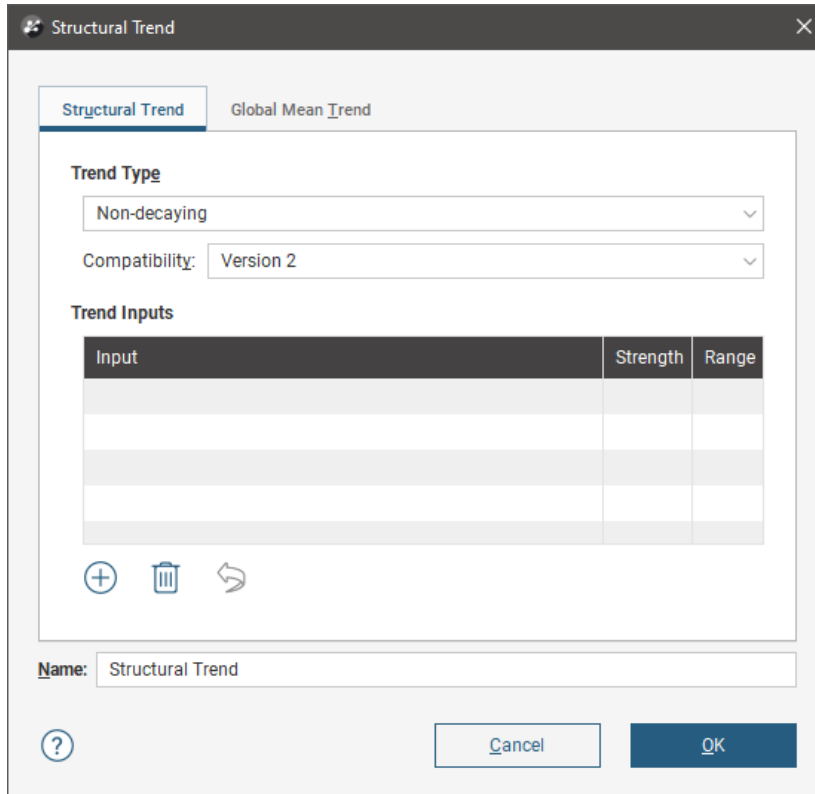 Structural Trend
Structural Trend Global Mean Trend
Trend Type
Non-decaying
Compatibility: Version 2
Trend Inputs
Input Strength Range
Name: Structural Trend
? Cancel OK